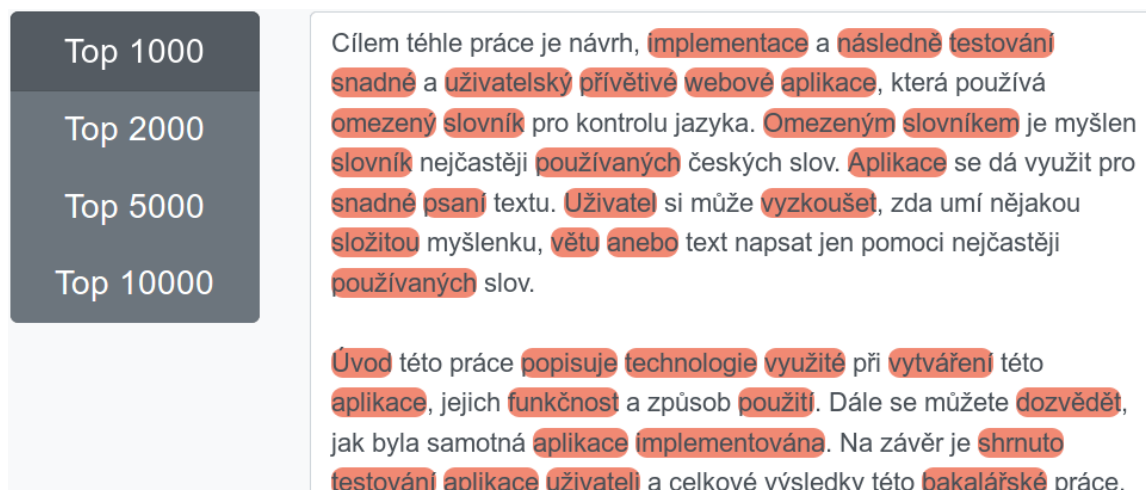 Top 1000
Top 2000
Top 5000
Top 10000
Cílem téhle práce je návrh, implementace a následně testování
snadné a uživatelský přívětivé webové aplikace, která používá
omezený slovník pro kontrolu jazyka. Omezeným slovníkem je myšlen
slovník nejčastěji používaných českých slov. Aplikace se dá využit pro
snadné psaní textu. Uživatel si může vyzkoušet, zda umí nějakou
složitou myšlenku, větu anebo text napsat jen pomoci nejčastěji
používaných slov.
Úvod této práce popisuje technologie využité při vytváření této
aplikace, jejich funkčnost a způsob použití. Dále se můžete dozvědět,
jak byla samotná aplikace implementována. Na závěr je shrnuto
testování aplikace uživateli a celkové výsledky této bakalářské práce.